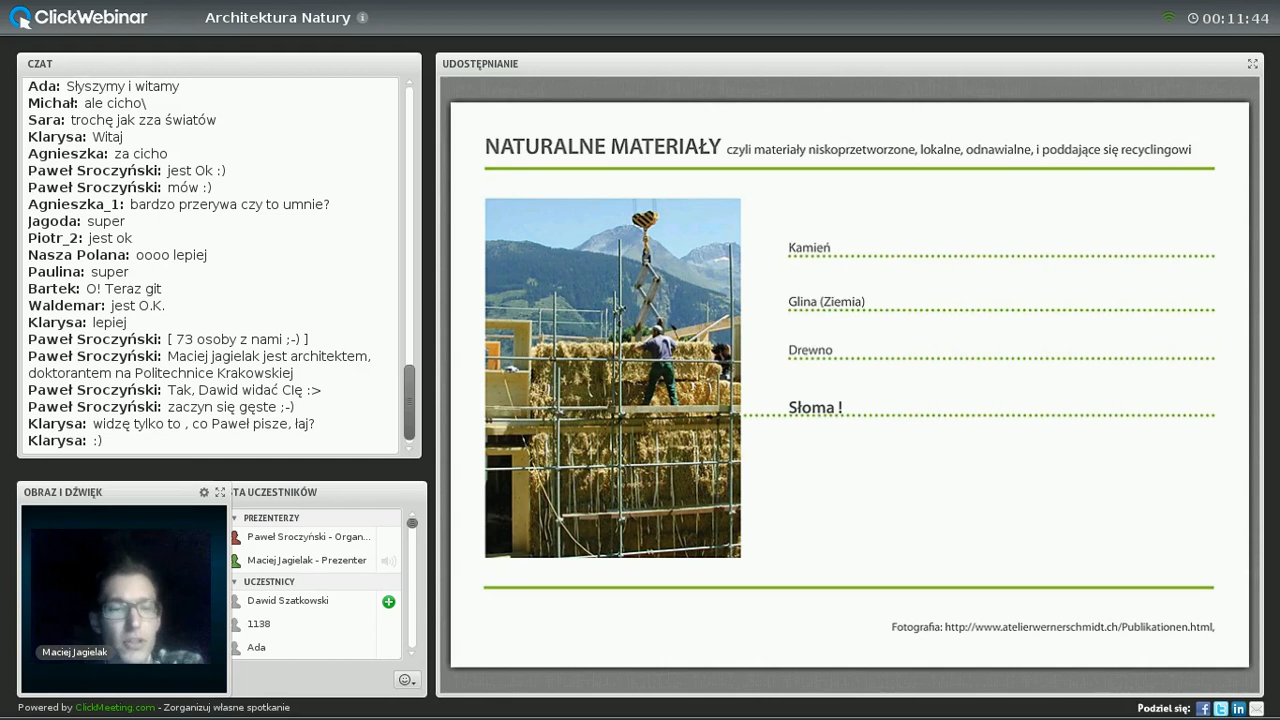 ClickWebinar
Architektura Natury
00:11:44
CZAT
Ada: Słyszymy i witamy
Michał: ale cicho\
Sara: trochę jak zza światów
Klarysa: Witaj
Agnieszka: za cicho
Paweł Sroczyński: jest Ok :)
Paweł Sroczyński: mów :)
Agnieszka_1: bardzo przerywa czy to umnie?
Jagoda: super
Piotr_2: jest ok
Nasza Polana: oooo lepiej
Paulina: super
Bartek: O! Teraz git
Waldemar: jest O.K.
Klarysa: lepiej
Paweł Sroczyński: [ 73 osoby z nami ;-) ]
Paweł Sroczyński: Maciej jagielak jest architektem,
doktorantem na Politechnice Krakowskiej
Paweł Sroczyński: Tak, Dawid widać CIę :>
Paweł Sroczyński: zaczyn się gęste ;-)
Klarysa: widzę tylko to , co Paweł pisze, łaj?
Klarysa: :)
OBRAZ I DŹWIĘK
Maciej Jagielak
TA UCZESTNIKÓW
PREZENTERZY
Paweł Sroczyński - Organ...
Maciej Jagielak - Prezenter
UCZESTNICY
Dawid Szatkowski
1138
Ada
UDOSTĘPNIANIE
NATURALNE MATERIAŁY czyli materiały niskoprzetworzone, lokalne, odnawialne, i poddające się recyclingowi
Kamień
Glina (Ziemia)
Drewno
Słoma !
Fotografia: http://www.atelierwernerschmidt.ch/Publikationen.html,
Powered by ClickMeeting.com - Zorganizuj własne spotkanie
Podziel się: